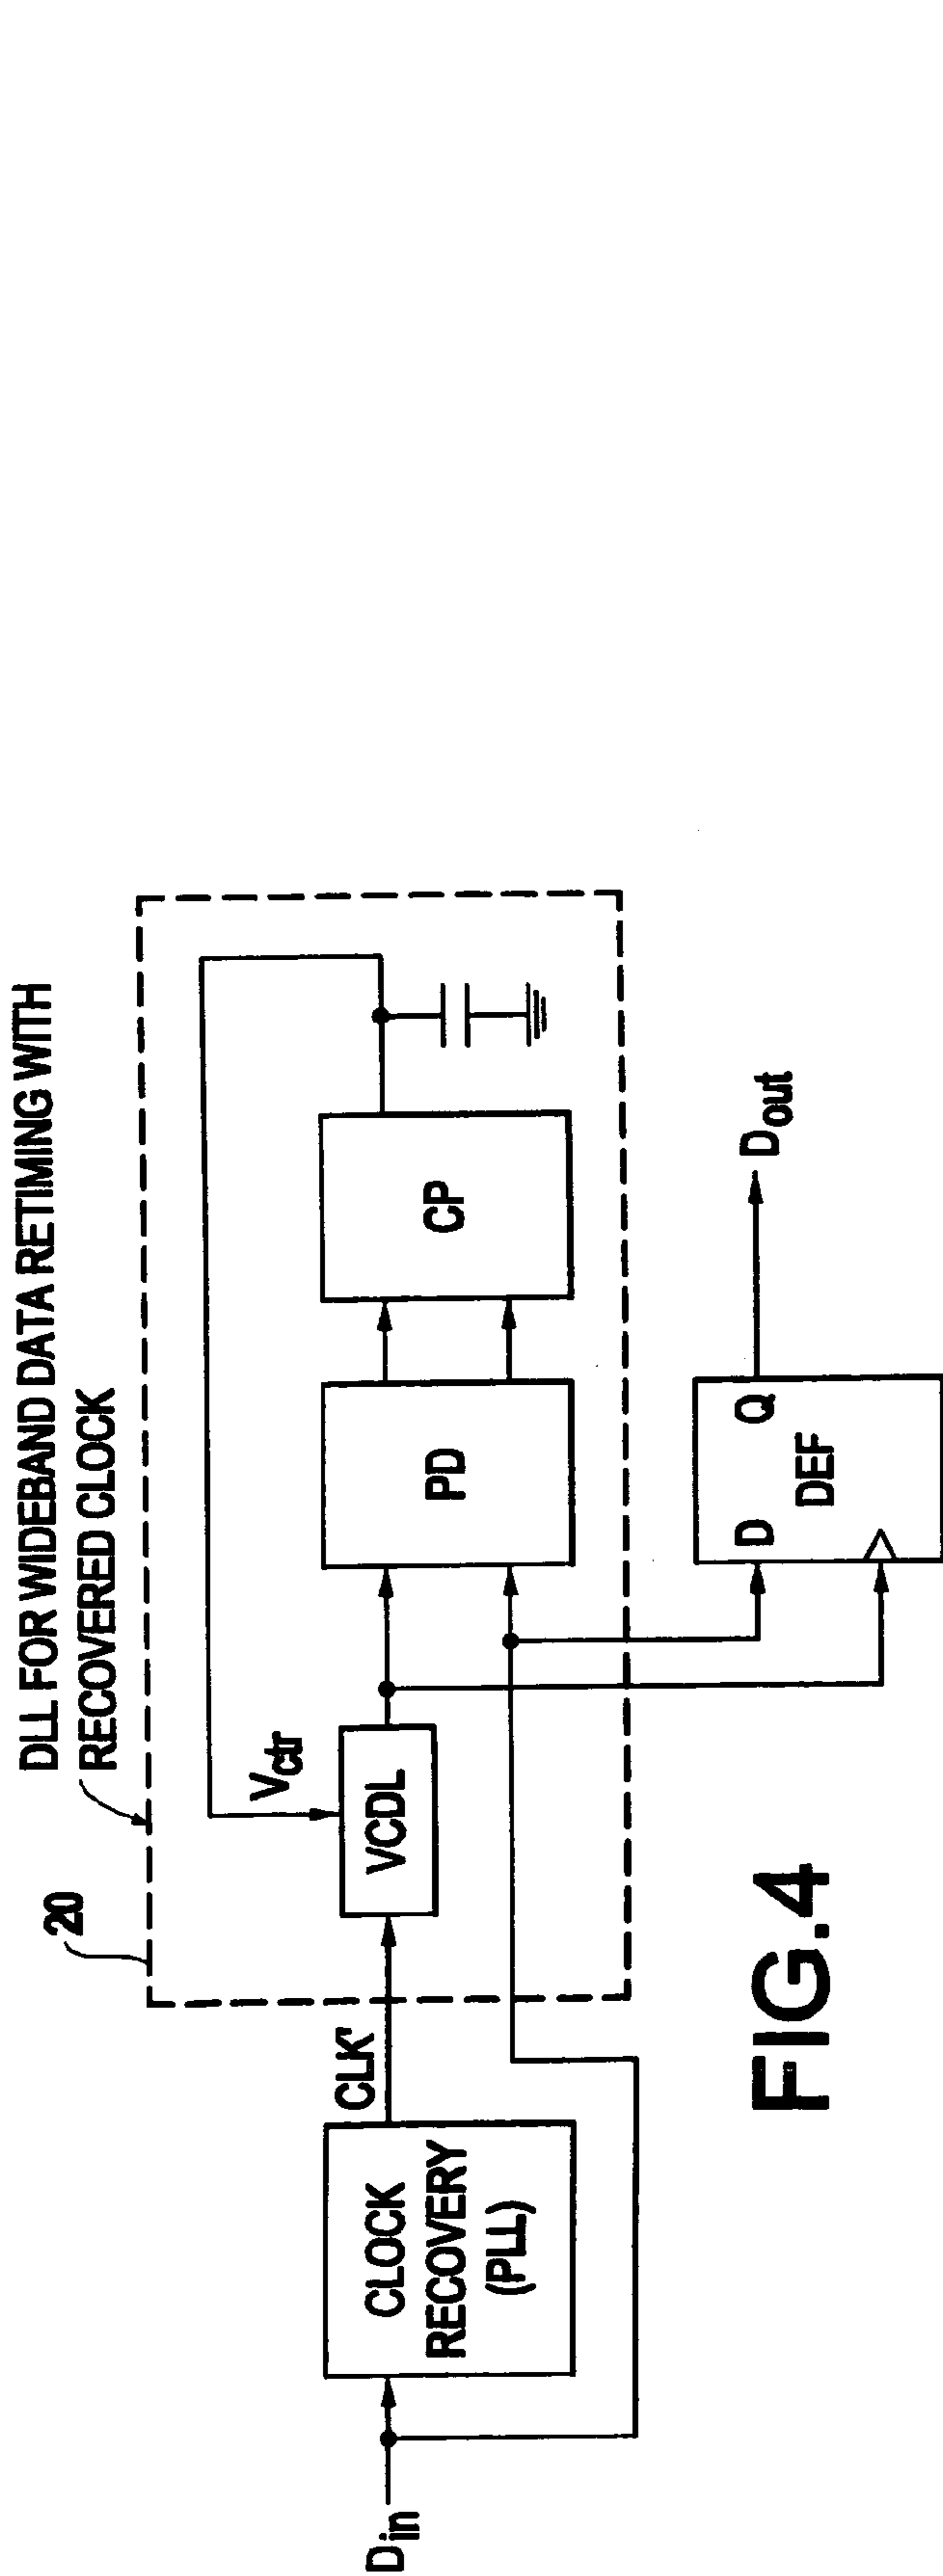 DLL FOR WIDEBAND DATA RETIMING WITH
RECOVERED CLOCK
20
Vctr
Din
CLOCK
RECOVERY
(PLL)
CLK'
VCDL
PD
CP
D Q
DEF
Dout
FIG.4